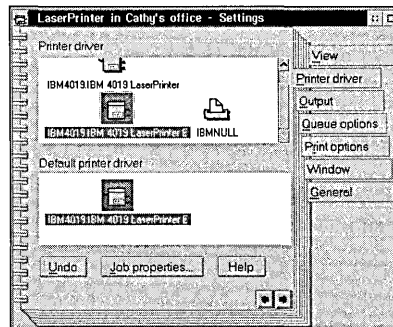 LaserPrinter in Cathy's office - Settings
Printer driver
IBM4019.IBM 4019 LaserPrinter
IBM4019.IBM 4019 LaserPrinter E
IBMNULL
Default printer driver
IBM4019.IBM 4019 LaserPrinter E
Undo
Job properties...
Help
View
Printer driver
Output
Queue options
Print options
Window
General